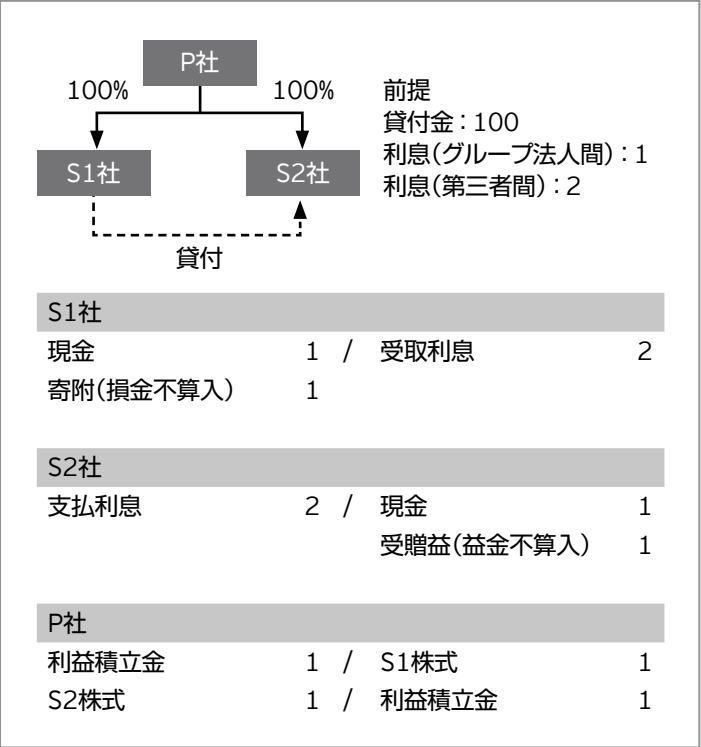 P社
100%
100%
S1社
S2社
貸付
前提
貸付金：100
利息（グループ法人間）：1
利息（第三者間）：2
S1社
現金 1 / 受取利息 2
寄附（損金不算入） 1
S2社
支払利息 2 / 現金 1
受贈益（益金不算入） 1
P社
利益積立金 1 / S1株式 1
S2株式 1 / 利益積立金 1